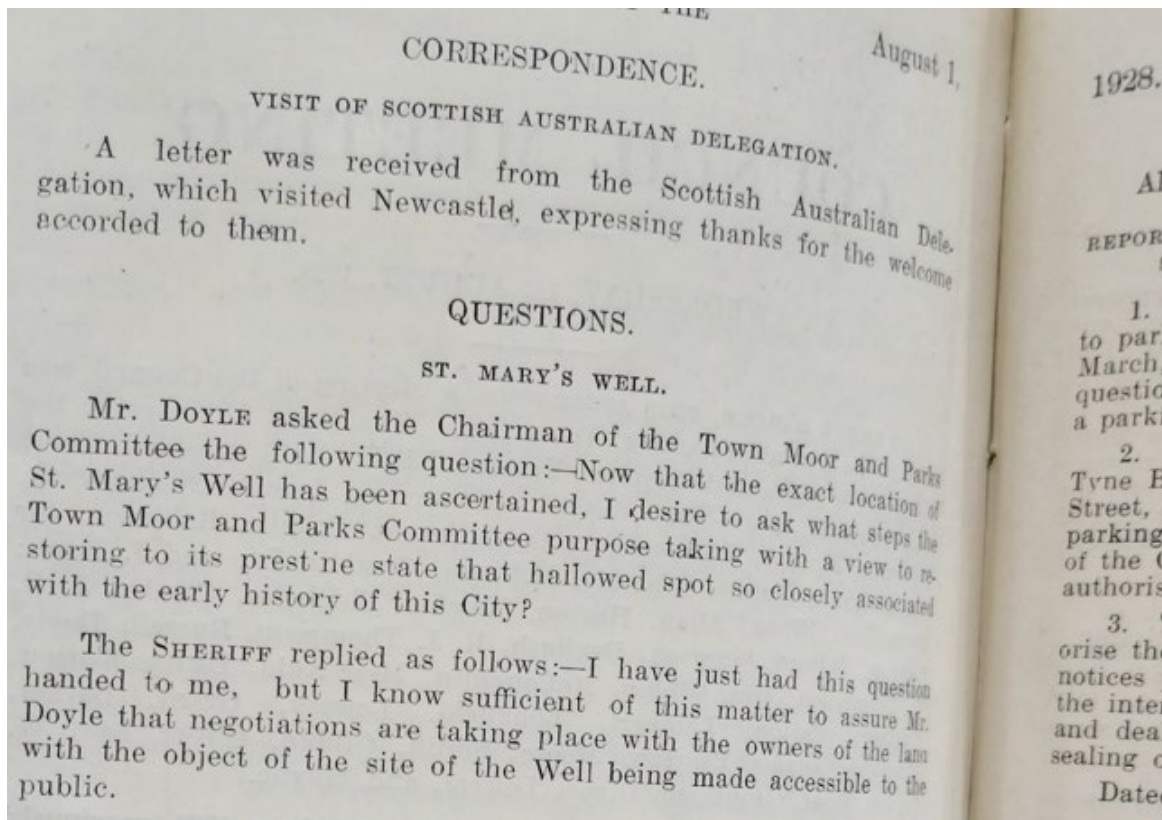 THE
August 1,
CORRESPONDENCE.
VISIT OF SCOTTISH AUSTRALIAN DELEGATION.
A letter was received from the Scottish Australian Dele-
gation, which visited Newcastle, expressing thanks for the welcome
accorded to them.
QUESTIONS.
ST. MARY'S WELL.
Mr. DOYLE asked the Chairman of the Town Moor and Parks
Committee the following question:—Now that the exact location of
St. Mary's Well has been ascertained, I desire to ask what steps the
Town Moor and Parks Committee purpose taking with a view to re-
storing to its prest'ne state that hallowed spot so closely associated
with the early history of this City?
The SHERIFF replied as follows:—I have just had this question
handed to me, but I know sufficient of this matter to assure Mr.
Doyle that negotiations are taking place with the owners of the land
with the object of the site of the Well being made accessible to the
public.
1928.
REPOR
1.
to par
March,
questio
a park
2.
Tyne
Street,
parking
of the
authoris
3.
orise the
notices
the inter
and dea
sealing
Date